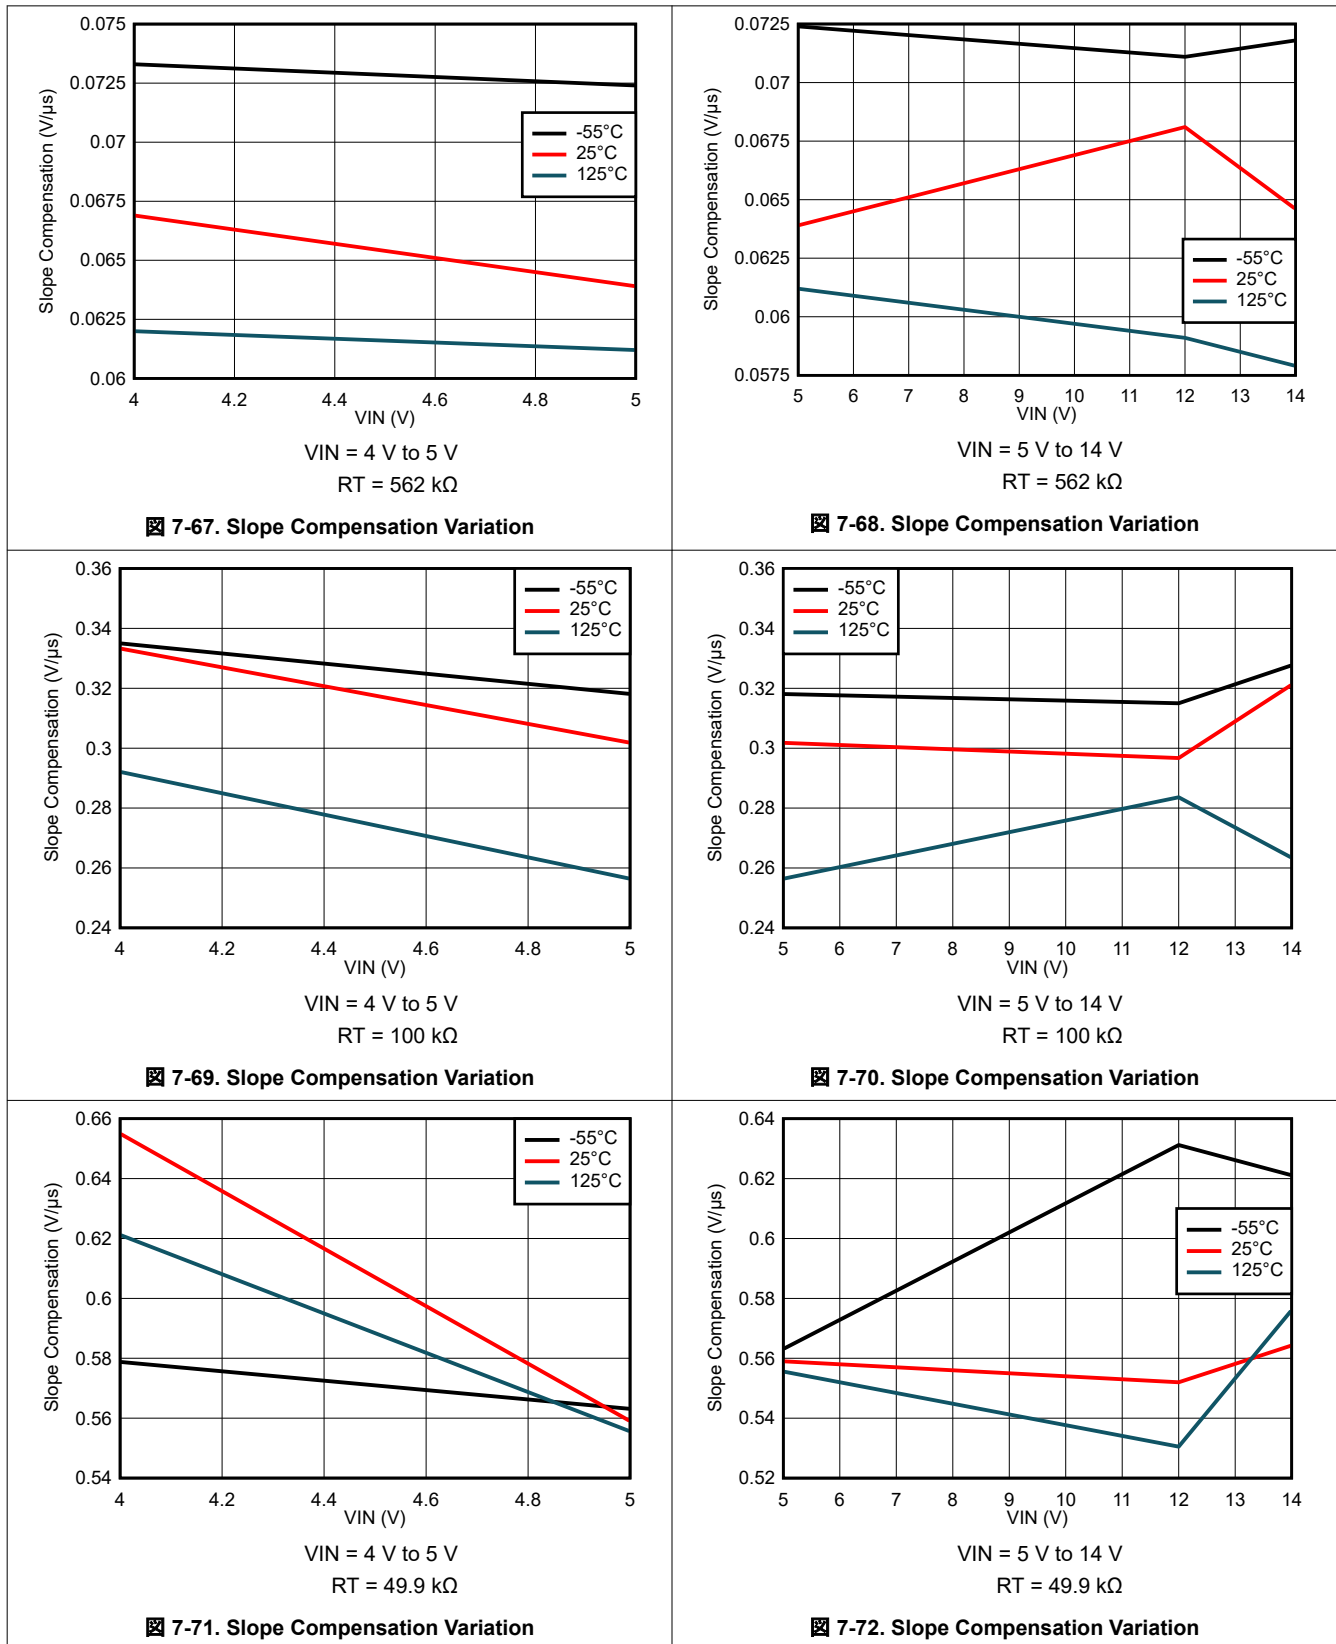 0.075
0.0725
0.07
0.0675
0.065
0.0625
0.06
Slope Compensation (V/µs)
-55°C
25°C
125°C
4 4.2 4.4 4.6 4.8 5
VIN (V)
VIN = 4 V to 5 V
RT = 562 kΩ
図 7-67. Slope Compensation Variation
0.0725
0.07
0.0675
0.065
0.0625
0.06
0.0575
Slope Compensation (V/µs)
-55°C
25°C
125°C
5 6 7 8 9 10 11 12 13 14
VIN (V)
VIN = 5 V to 14 V
RT = 562 kΩ
図 7-68. Slope Compensation Variation
0.36
0.34
0.32
0.3
0.28
0.26
0.24
Slope Compensation (V/µs)
-55°C
25°C
125°C
4 4.2 4.4 4.6 4.8 5
VIN (V)
VIN = 4 V to 5 V
RT = 100 kΩ
図 7-69. Slope Compensation Variation
0.36
0.34
0.32
0.3
0.28
0.26
0.24
Slope Compensation (V/µs)
-55°C
25°C
125°C
5 6 7 8 9 10 11 12 13 14
VIN (V)
VIN = 5 V to 14 V
RT = 100 kΩ
図 7-70. Slope Compensation Variation
0.66
0.64
0.62
0.6
0.58
0.56
0.54
Slope Compensation (V/µs)
-55°C
25°C
125°C
4 4.2 4.4 4.6 4.8 5
VIN (V)
VIN = 4 V to 5 V
RT = 49.9 kΩ
図 7-71. Slope Compensation Variation
0.64
0.62
0.6
0.58
0.56
0.54
0.52
Slope Compensation (V/µs)
-55°C
25°C
125°C
5 6 7 8 9 10 11 12 13 14
VIN (V)
VIN = 5 V to 14 V
RT = 49.9 kΩ
図 7-72. Slope Compensation Variation